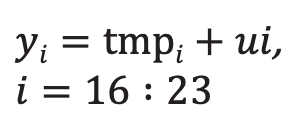 yᵢ = tmpᵢ + ui,
i = 16 : 23